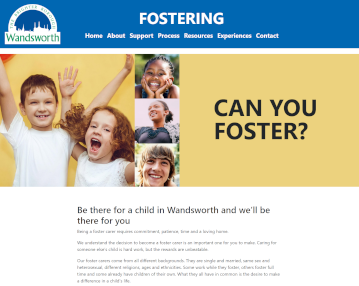 FOSTERING
THE BRIGHTER BOROUGH
Wandsworth
Home About Support Process Resources Experiences Contact
CAN YOU
FOSTER?
Be there for a child in Wandsworth and we'll be
there for you
Being a foster carer requires commitment, patience, time and a loving home.
We understand the decision to become a foster carer is an important one for you to make. Caring for
someone else's child is hard work, but the rewards are unbeatable.
Our foster carers come from all different backgrounds. They are single and married, same sex and
heterosexual, different religions, ages and ethnicities. Some work while they foster, others foster full
time and some already have children of their own. What they all have in common is the desire to make
a difference in a child's life.